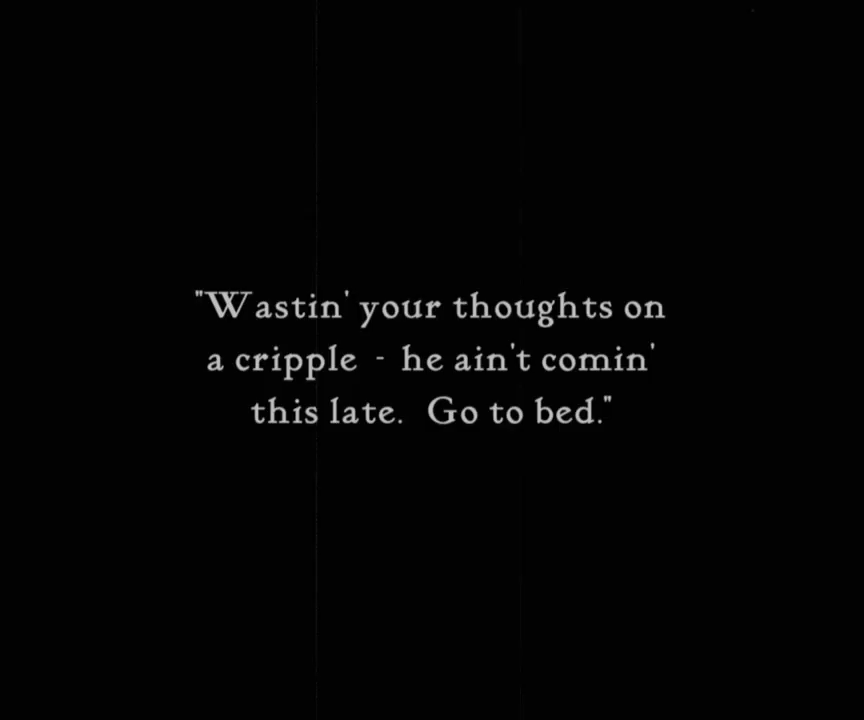 "Wastin' your thoughts on
a cripple - he ain't comin'
this late. Go to bed."